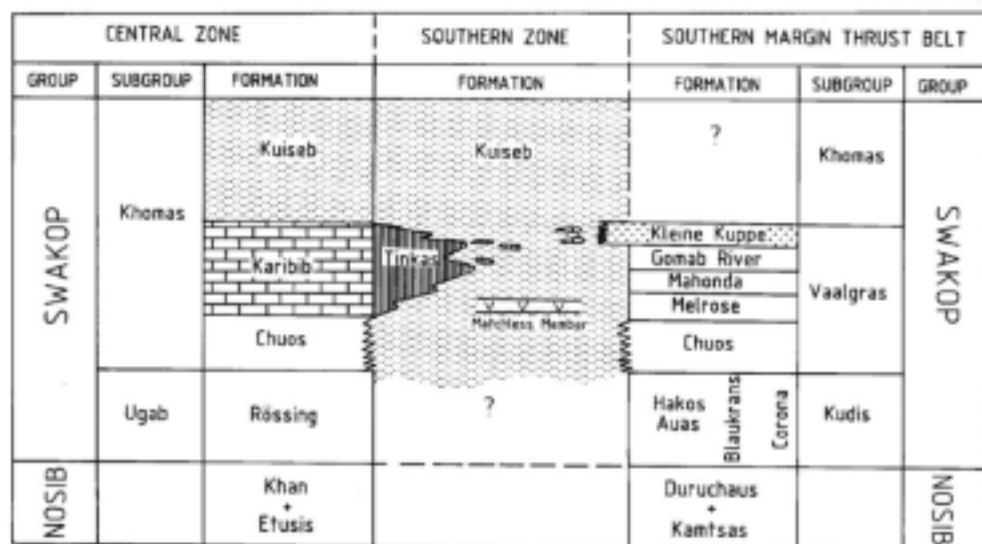 CENTRAL ZONE SOUTHERN ZONE SOUTHERN MARGIN THRUST BELT
GROUP SUBGROUP FORMATION FORMATION FORMATION SUBGROUP GROUP
Kuiseb Kuiseb ? Khomas
SWAKOP Khomas SWAKOP
Kleine Kuppe
Karibib Tinkas Gomab River
Mahonda Vaalgras
Melrose
Matchless Member
Chuos Chuos
Ugab Rössing ? Hakos Auas Blaukrans Corona Kudis
NOSIB Khan + Etusis Duruchaus + Kamtsas NOSIB